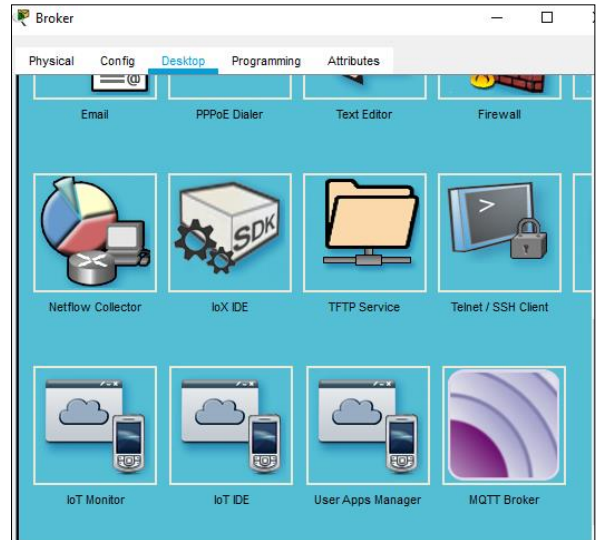 Broker
Physical Config Desktop Programming Attributes
Email PPPoE Dialer Text Editor Firewall
SDK
Netflow Collector IoX IDE TFTP Service Telnet / SSH Client
IoT Monitor IoT IDE User Apps Manager MQTT Broker